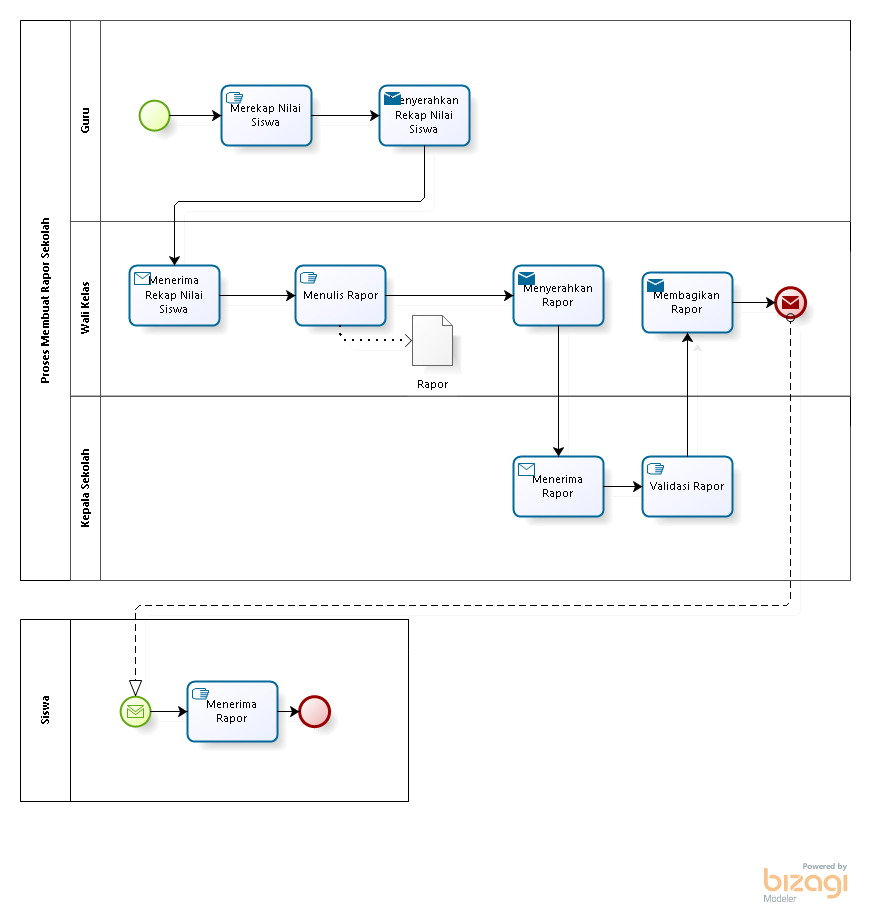 Proses Membuat Rapor Sekolah
Guru
Merekap Nilai
Siswa
enyerahkan
Rekap Nilai
Siswa
Wali Kelas
Menerima
Rekap Nilai
Siswa
Menulis Rapor
Rapor
Menyerahkan
Rapor
Membagikan
Rapor
Kepala Sekolah
Menerima
Rapor
Validasi Rapor
Siswa
Menerima
Rapor
Powered by
bizagi
Modeler